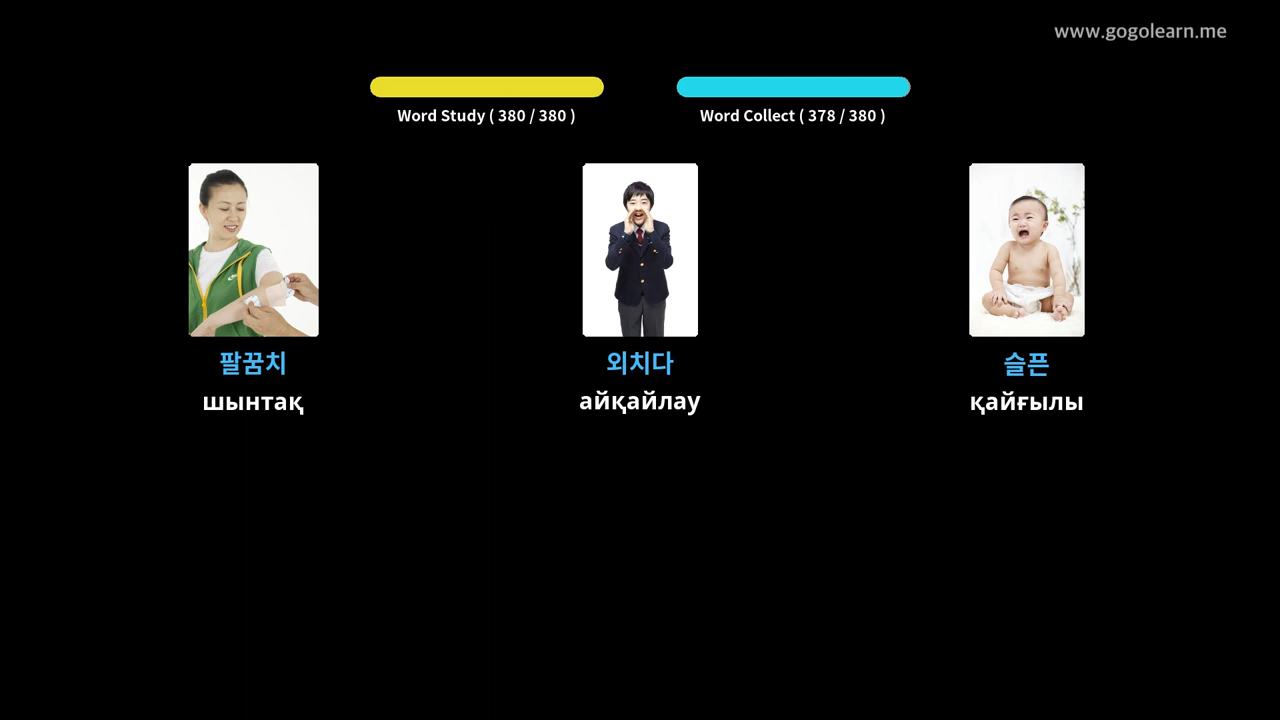 www.gogolearn.me
Word Study ( 380 / 380 )
Word Collect ( 378 / 380 )
팔꿈치
шынтақ
외치다
айқайлау
슬픈
қайғылы